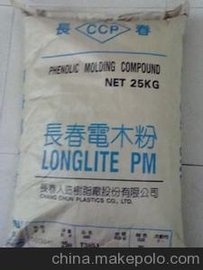 長 CCP 春
PHENOLIC MOLDING COMPOUND
NET 25KG
長春電木粉
LONGLITE PM
長春人造樹脂廠股份有限公司
CHANG CHUN PLASTICS CO., LTD.
china.makepolo.com